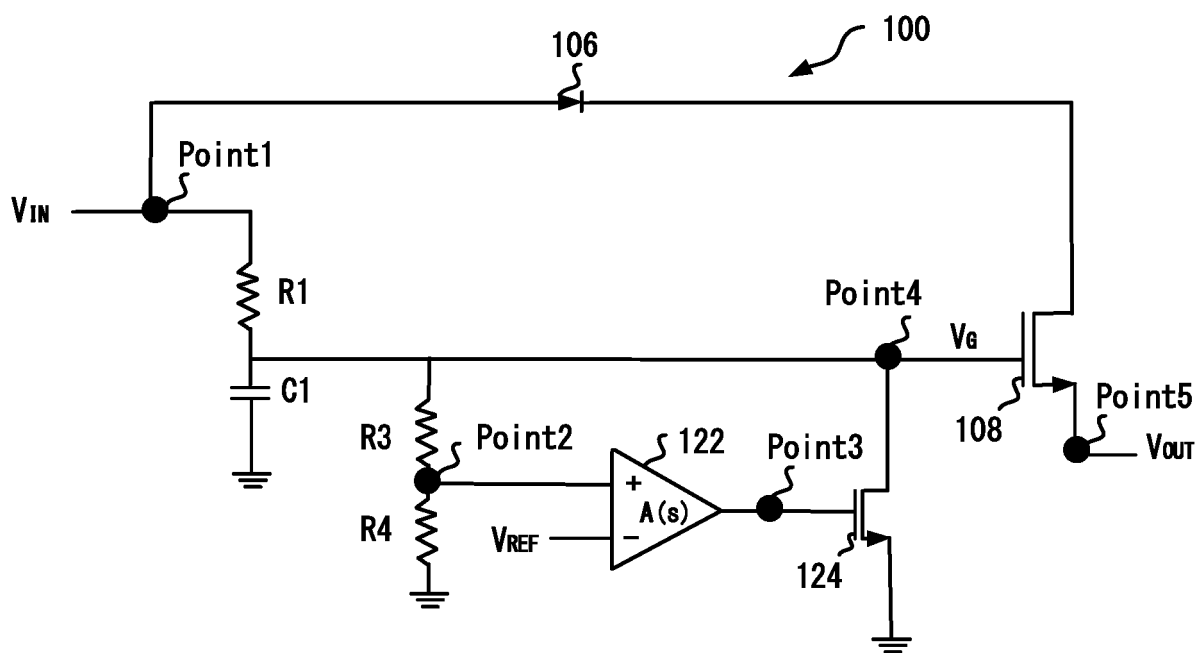 100
106
Point1
VIN
R1
Point4
VG
C1
108
Point5
VOUT
R3
Point2
122
Point3
+
A(s)
R4
VREF
−
124